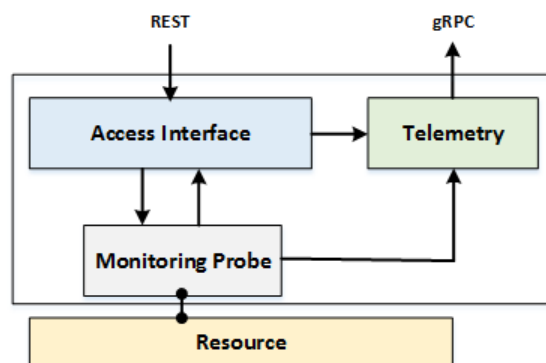 REST
gRPC
Access Interface
Telemetry
Monitoring Probe
Resource